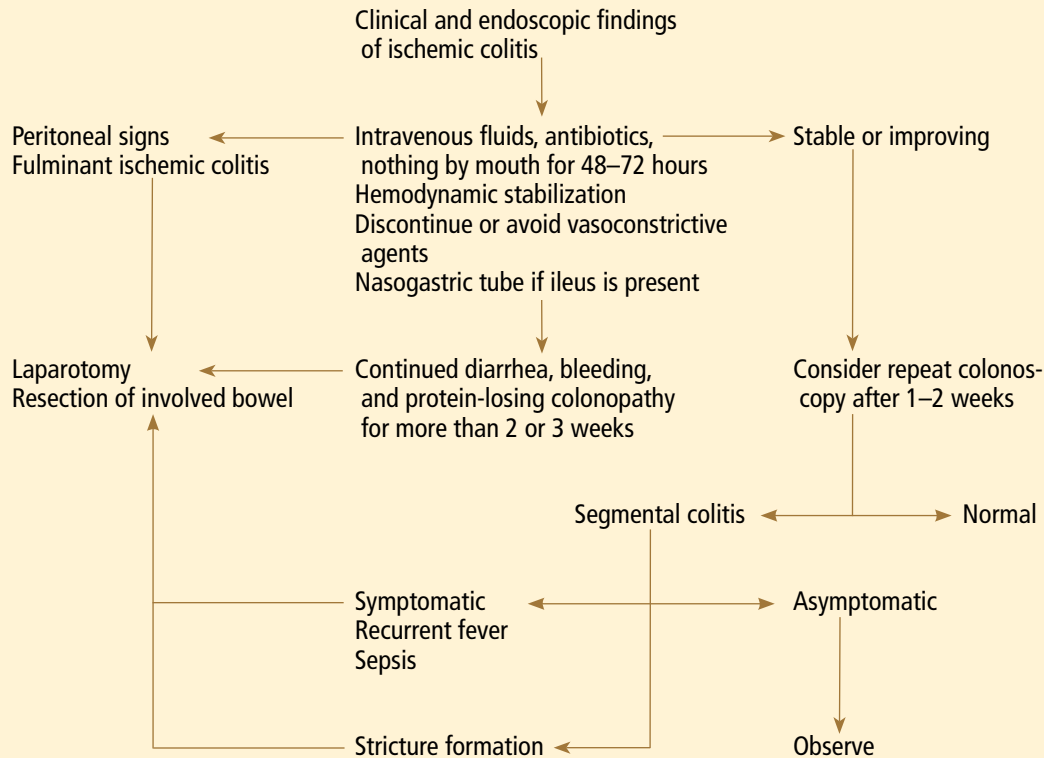 Clinical and endoscopic findings
of ischemic colitis
Peritoneal signs
Fulminant ischemic colitis
Intravenous fluids, antibiotics,
nothing by mouth for 48–72 hours
Hemodynamic stabilization
Discontinue or avoid vasoconstrictive
agents
Nasogastric tube if ileus is present
Stable or improving
Laparotomy
Resection of involved bowel
Continued diarrhea, bleeding,
and protein-losing colonopathy
for more than 2 or 3 weeks
Consider repeat colonos-
copy after 1–2 weeks
Segmental colitis
Normal
Symptomatic
Recurrent fever
Sepsis
Asymptomatic
Stricture formation
Observe